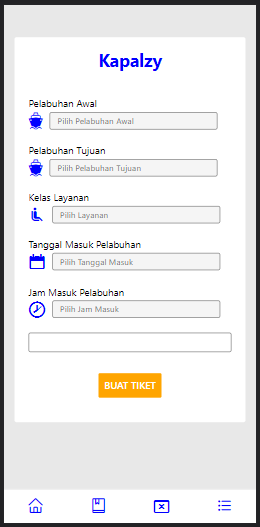 Kapalzy
Pelabuhan Awal
Pilih Pelabuhan Awal
Pelabuhan Tujuan
Pilih Pelabuhan Tujuan
Kelas Layanan
Pilih Layanan
Tanggal Masuk Pelabuhan
Pilih Tanggal Masuk
Jam Masuk Pelabuhan
Pilih Jam Masuk
BUAT TIKET